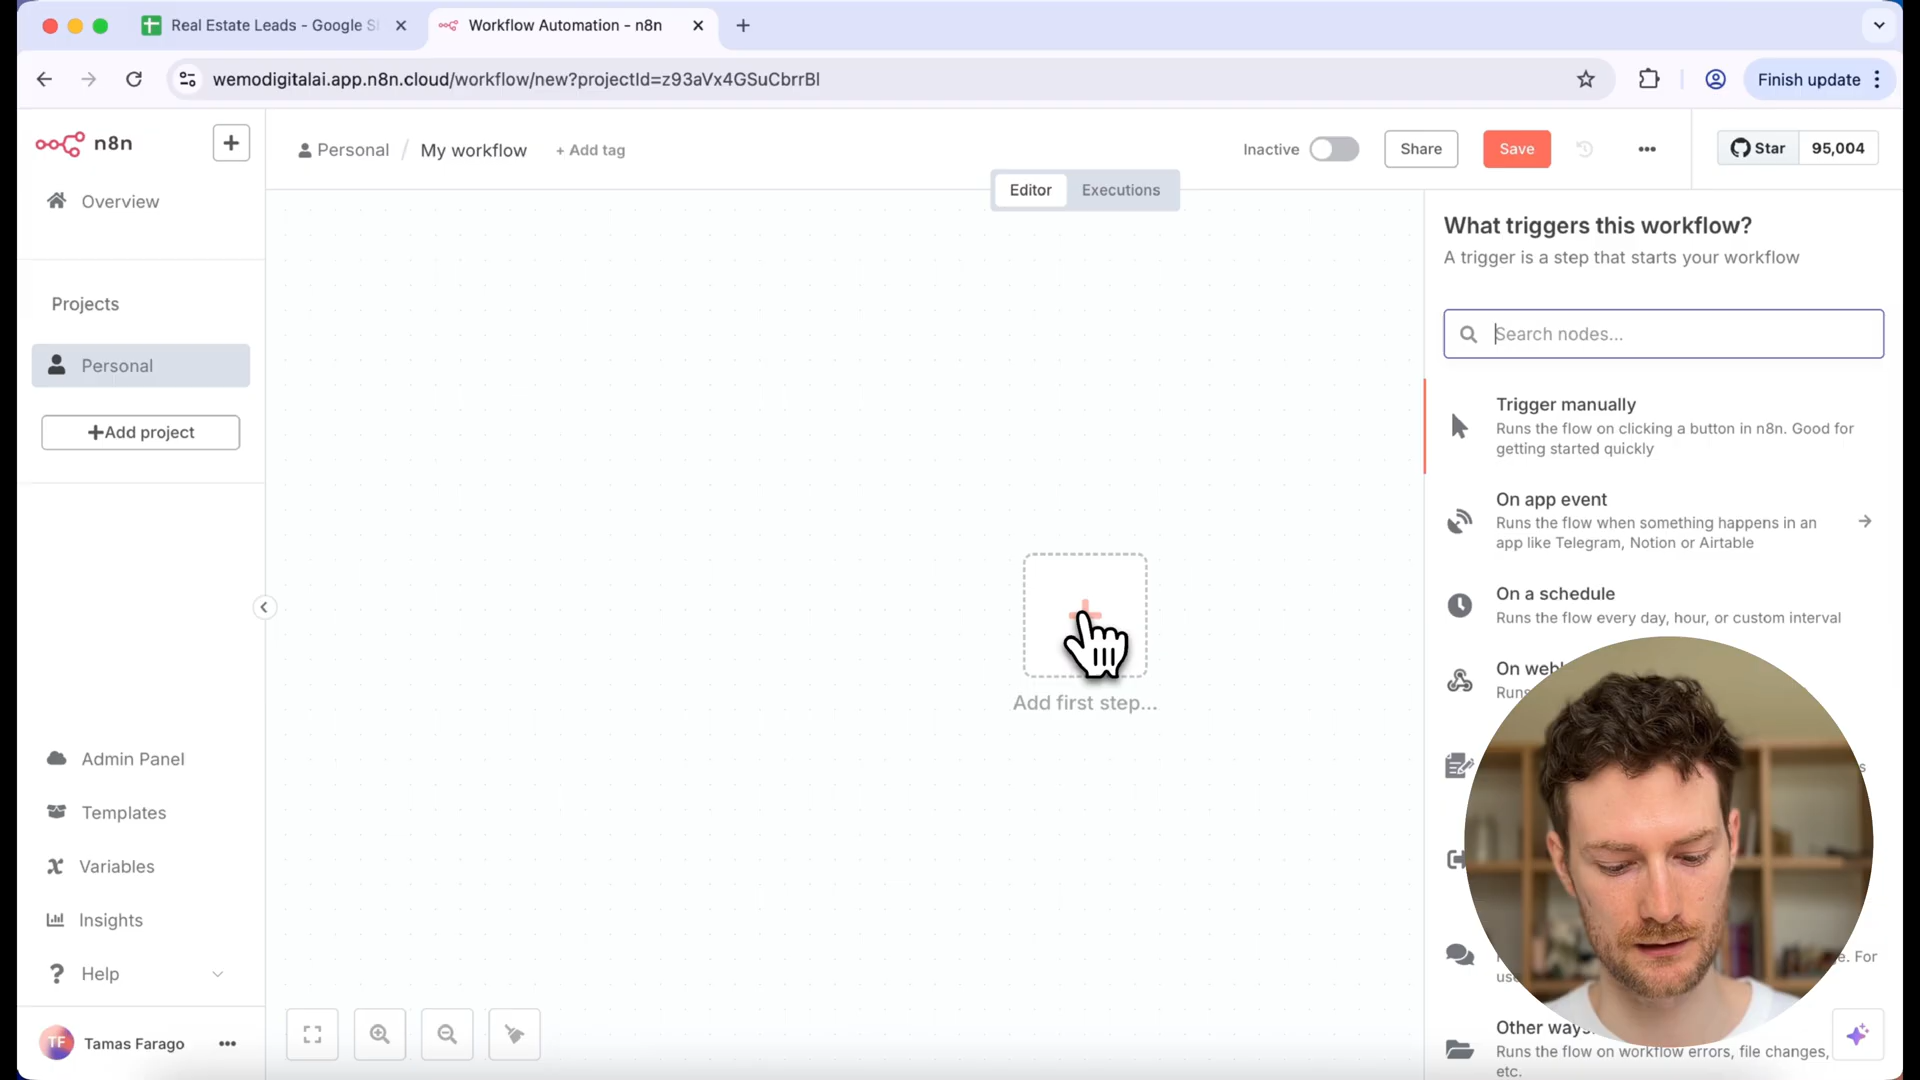 Real Estate Leads - Google S
Workflow Automation - n8n
wemodigitalai.app.n8n.cloud/workflow/new?projectId=z93aVx4GSuCbrrBl
Finish update
n8n
Personal / My workflow + Add tag
Inactive
Share
Save
Star 95,004
Editor Executions
Overview
Projects
Personal
+Add project
Admin Panel
Templates
Variables
Insights
Help
TF Tamas Farago
Add first step...
What triggers this workflow?
A trigger is a step that starts your workflow
Search nodes...
Trigger manually
Runs the flow on clicking a button in n8n. Good for
getting started quickly
On app event
Runs the flow when something happens in an
app like Telegram, Notion or Airtable
On a schedule
Runs the flow every day, hour, or custom interval
On web
Runs
e. For
Other ways
Runs the flow on workflow errors, file changes,
etc.